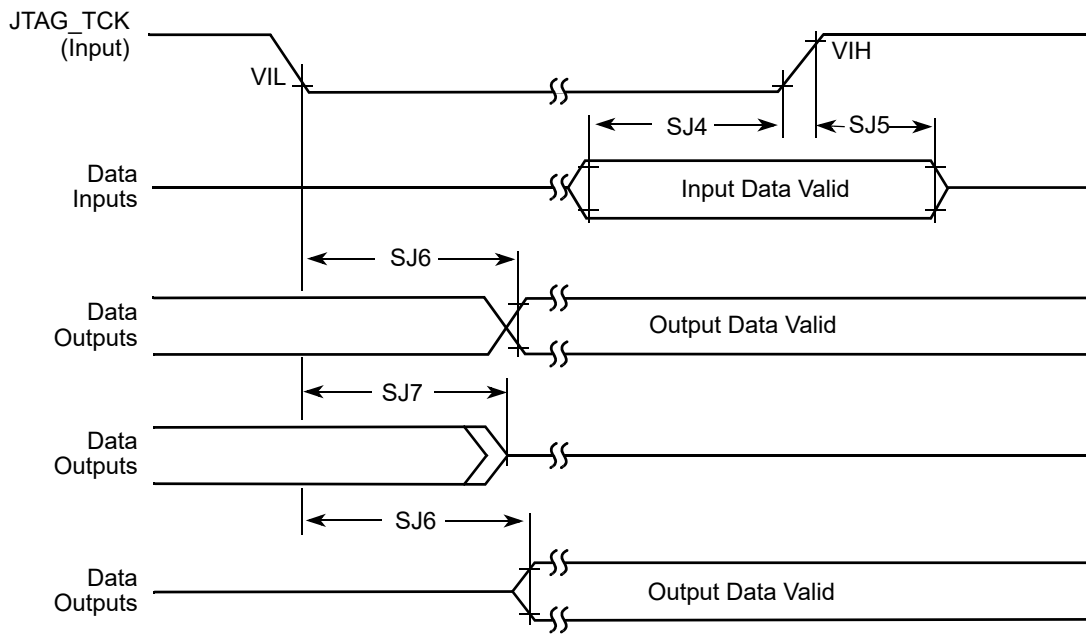 JTAG_TCK
(Input)
VIL
VIH
SJ4
SJ5
Data
Inputs
Input Data Valid
SJ6
Data
Outputs
Output Data Valid
SJ7
Data
Outputs
SJ6
Data
Outputs
Output Data Valid